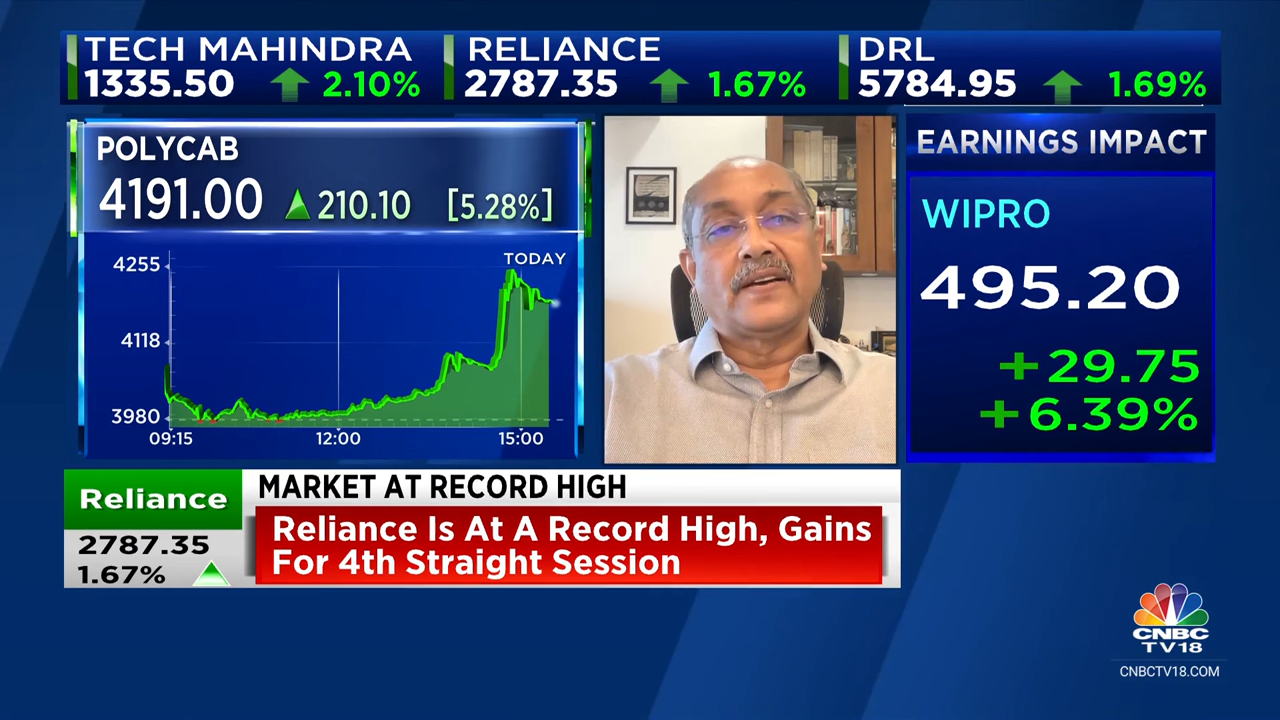 TECH MAHINDRA
1335.50 2.10%
RELIANCE
2787.35 1.67%
DRL
5784.95 1.69%
POLYCAB
4191.00 210.10 [5.28%]
TODAY
4255
4118
3980
09:15 12:00 15:00
EARNINGS IMPACT
WIPRO
495.20
+29.75
+6.39%
Reliance
2787.35
1.67%
MARKET AT RECORD HIGH
Reliance Is At A Record High, Gains
For 4th Straight Session
CNBC
TV18
CNBCTV18.COM